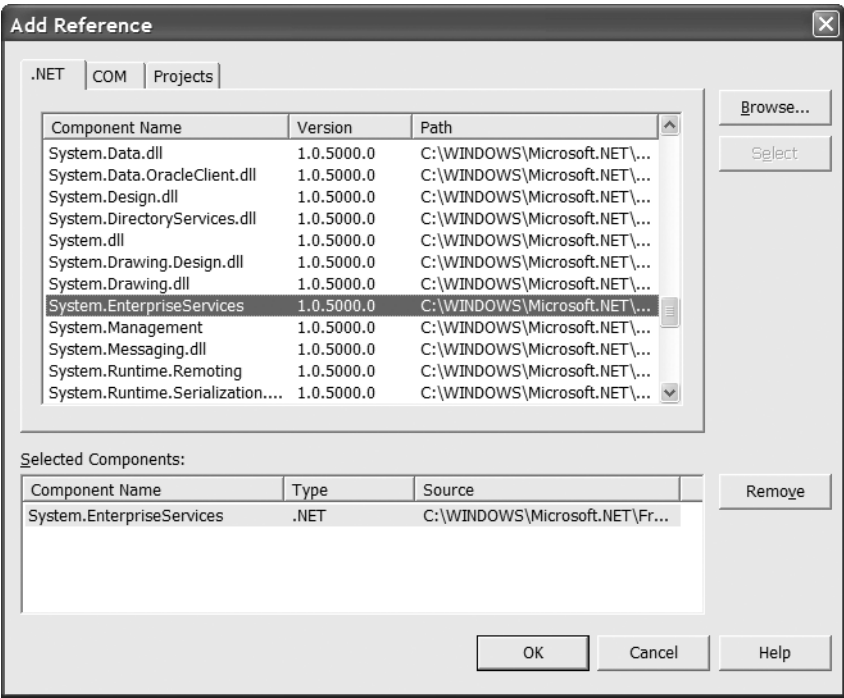 Add Reference
.NET COM Projects
Browse...
Component Name Version Path
Select
System.Data.dll 1.0.5000.0 C:\WINDOWS\Microsoft.NET\...
System.Data.OracleClient.dll 1.0.5000.0 C:\WINDOWS\Microsoft.NET\...
System.Design.dll 1.0.5000.0 C:\WINDOWS\Microsoft.NET\...
System.DirectoryServices.dll 1.0.5000.0 C:\WINDOWS\Microsoft.NET\...
System.dll 1.0.5000.0 C:\WINDOWS\Microsoft.NET\...
System.Drawing.Design.dll 1.0.5000.0 C:\WINDOWS\Microsoft.NET\...
System.Drawing.dll 1.0.5000.0 C:\WINDOWS\Microsoft.NET\...
System.EnterpriseServices 1.0.5000.0 C:\WINDOWS\Microsoft.NET\...
System.Management 1.0.5000.0 C:\WINDOWS\Microsoft.NET\...
System.Messaging.dll 1.0.5000.0 C:\WINDOWS\Microsoft.NET\...
System.Runtime.Remoting 1.0.5000.0 C:\WINDOWS\Microsoft.NET\...
System.Runtime.Serialization.... 1.0.5000.0 C:\WINDOWS\Microsoft.NET\...
Selected Components:
Component Name Type Source
Remove
System.EnterpriseServices .NET C:\WINDOWS\Microsoft.NET\Fr...
OK Cancel Help